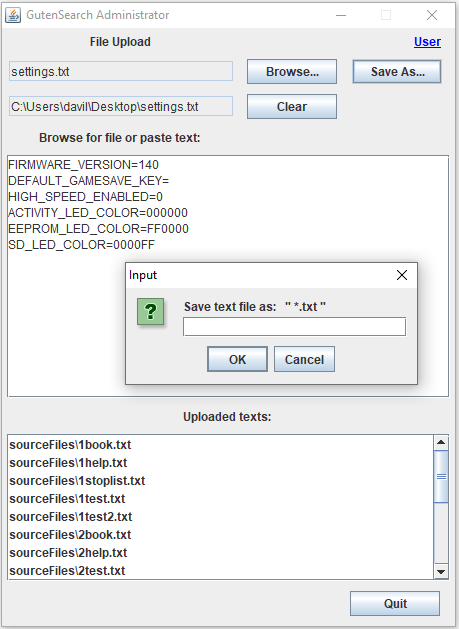 GutenSearch Administrator
File Upload
User
settings.txt
Browse...
Save As...
C:\Users\davil\Desktop\settings.txt
Clear
Browse for file or paste text:
FIRMWARE_VERSION=140
DEFAULT_GAMESAVE_KEY=
HIGH_SPEED_ENABLED=0
ACTIVITY_LED_COLOR=000000
EEPROM_LED_COLOR=FF0000
SD_LED_COLOR=0000FF
Input
?
Save text file as: " *.txt "
OK
Cancel
Uploaded texts:
sourceFiles\1book.txt
sourceFiles\1help.txt
sourceFiles\1stoplist.txt
sourceFiles\1test.txt
sourceFiles\1test2.txt
sourceFiles\2book.txt
sourceFiles\2help.txt
sourceFiles\2test.txt
Quit